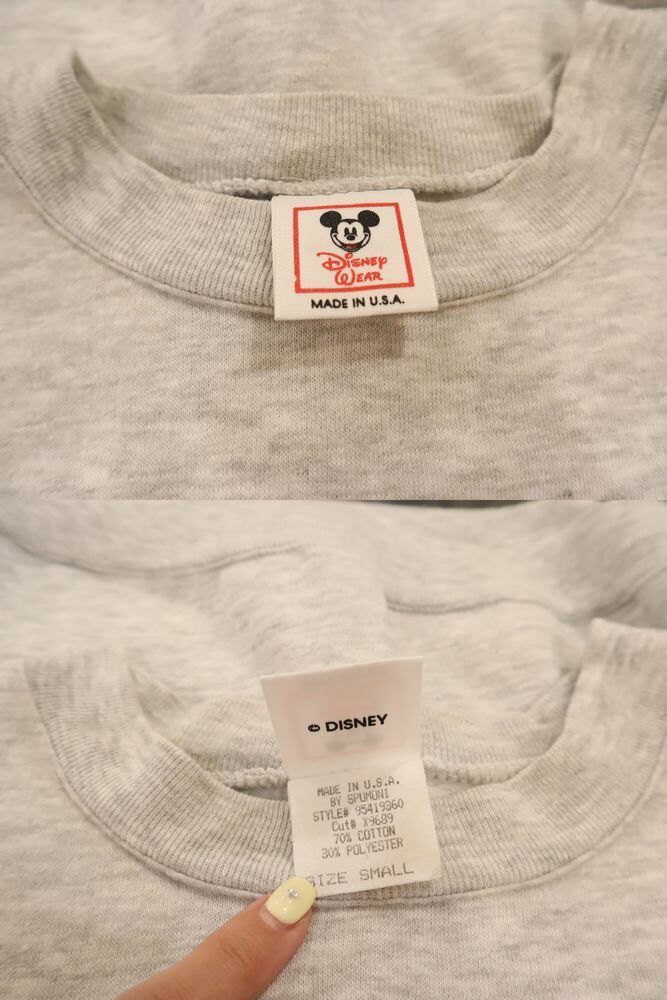 Disney
Wear
MADE IN U.S.A.
© DISNEY
MADE IN U.S.A.
BY SPUMONI
STYLE# 95419360
Cut# X9689
70% COTTON
30% POLYESTER
SIZE SMALL